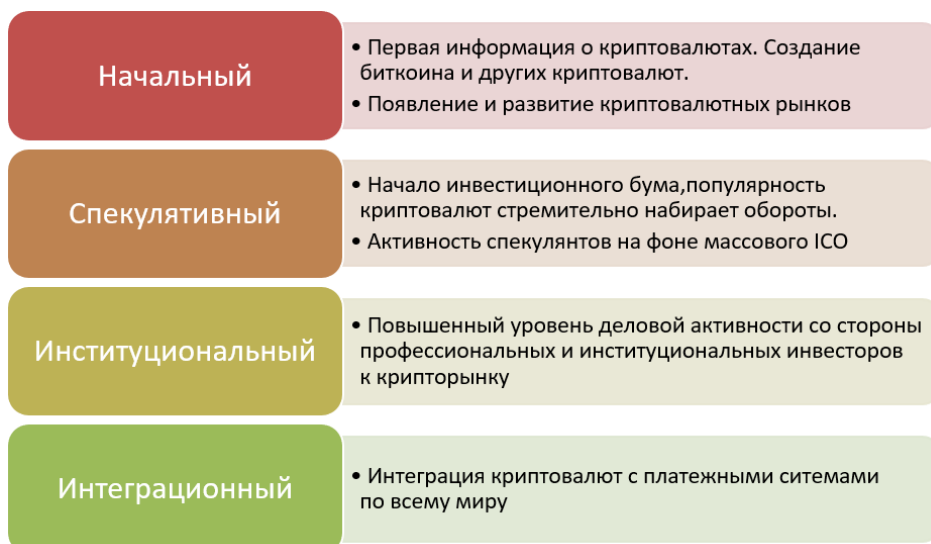 Начальный
• Первая информация о криптовалютах. Создание
биткоина и других криптовалют.
• Появление и развитие криптовалютных рынков
Спекулятивный
• Начало инвестиционного бума,популярность
криптовалют стремительно набирает обороты.
• Активность спекулянтов на фоне массового ICO
Институциональный
• Повышенный уровень деловой активности со стороны
профессиональных и институциональных инвесторов
к крипторынку
Интеграционный
• Интеграция криптовалют с платежными ситемами
по всему миру